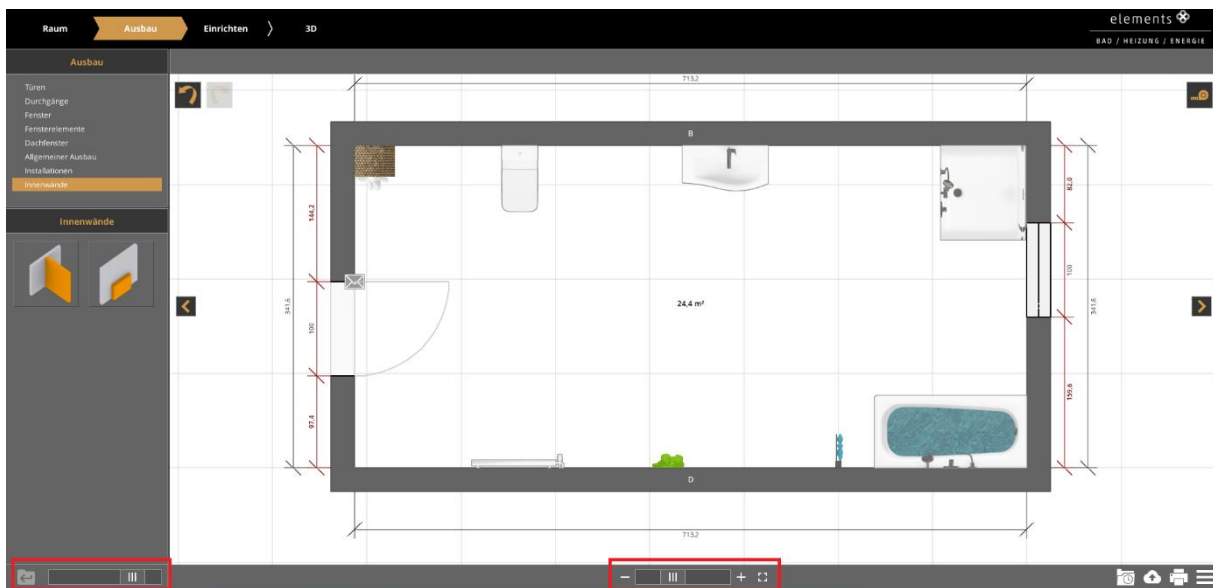 Raum
Ausbau
Einrichten
3D
elements
BAD / HEIZUNG / ENERGIE
Ausbau
Türen
Durchgänge
Fenster
Fensterelemente
Dachfenster
Allgemeiner Ausbau
Installationen
Innenwände
Innenwände
713,2
B
144,2
82,0
341,6
100
24,4 m²
100
341,6
97,4
159,6
D
713,2